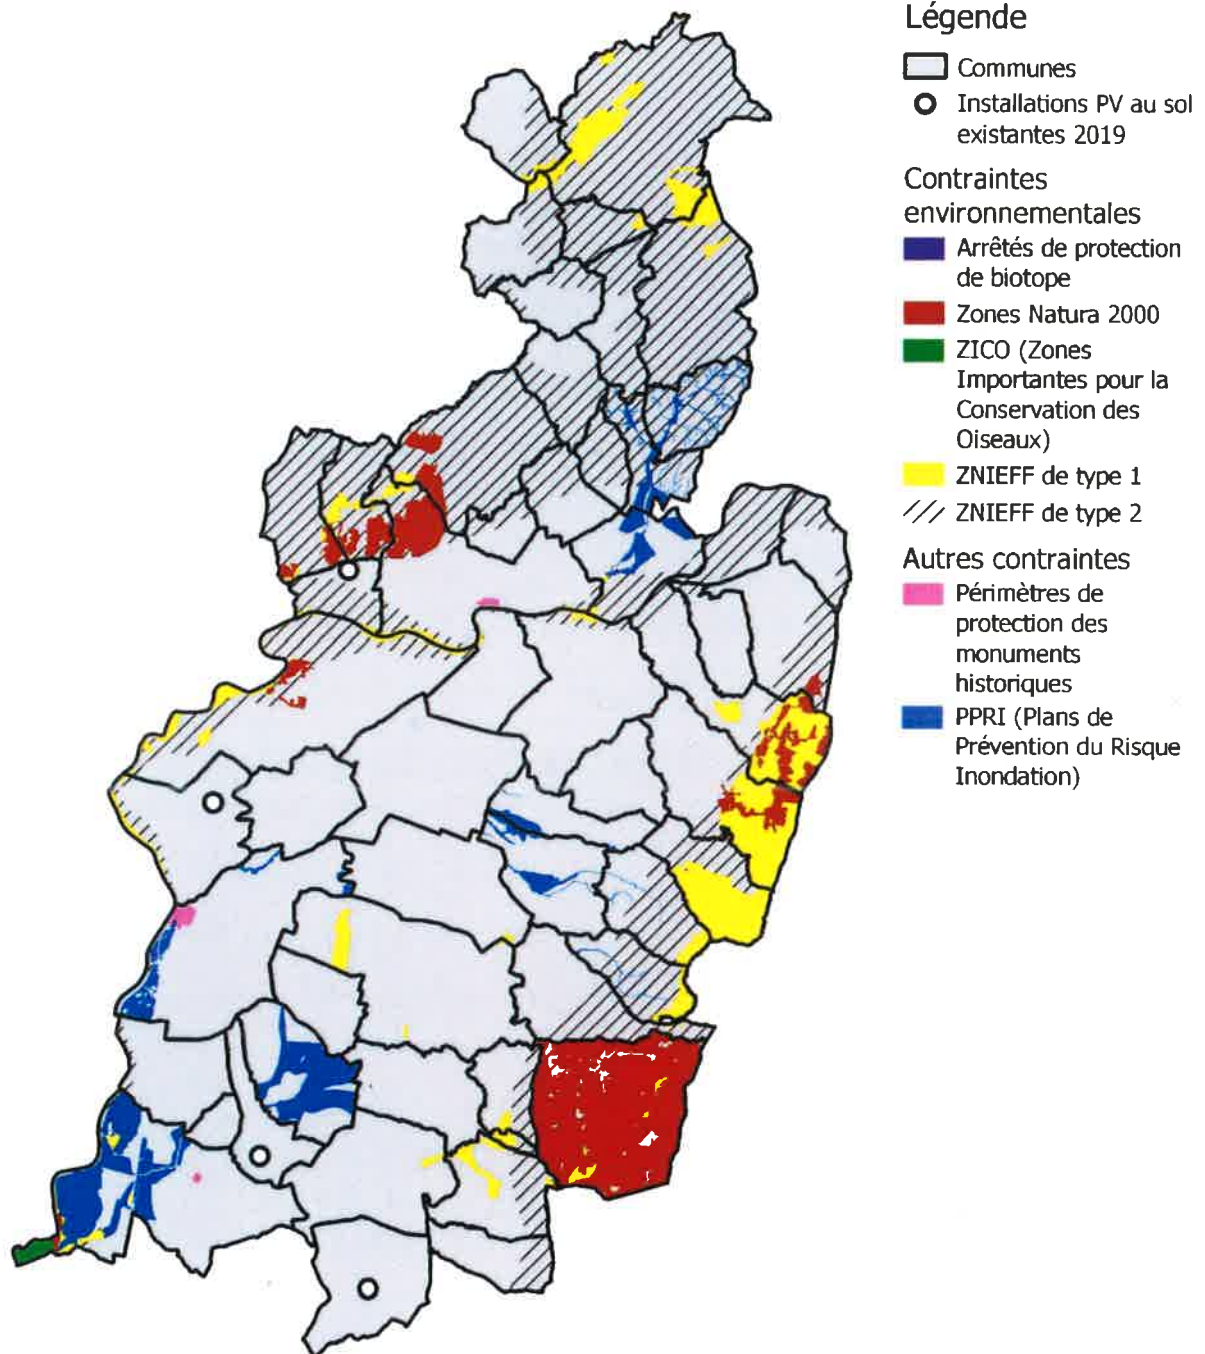 Légende
Communes
Installations PV au sol
existantes 2019
Contraintes
environnementales
Arrêtés de protection
de biotope
Zones Natura 2000
ZICO (Zones
Importantes pour la
Conservation des
Oiseaux)
ZNIEFF de type 1
ZNIEFF de type 2
Autres contraintes
Périmètres de
protection des
monuments
historiques
PPRI (Plans de
Prévention du Risque
Inondation)